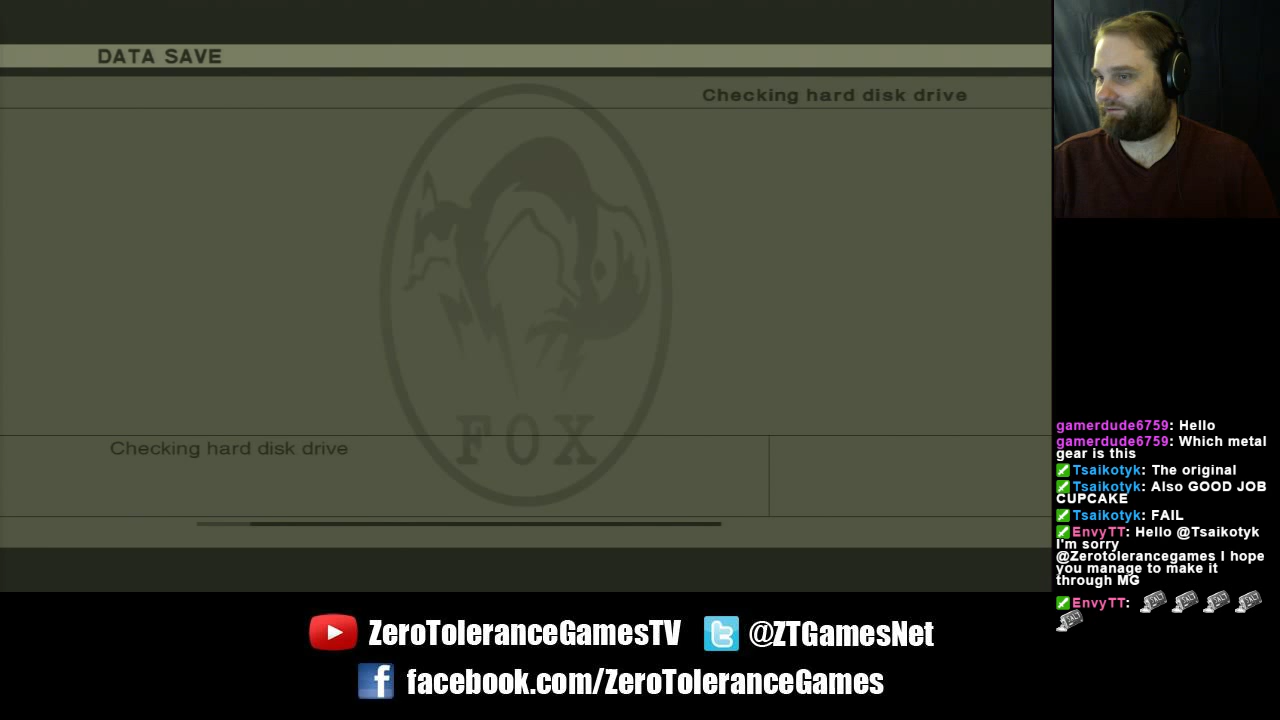 DATA SAVE
Checking hard disk drive
FOX
Checking hard disk drive
gamerdude6759: Hello
gamerdude6759: Which metal
gear is this
Tsaikotyk: The original
Tsaikotyk: Also GOOD JOB
CUPCAKE
Tsaikotyk: FAIL
EnvyTT: Hello @Tsaikotyk
I'm sorry
@Zerotolerancegames I hope
you manage to make it
through MG
EnvyTT:
ZeroToleranceGamesTV
@ZTGamesNet
facebook.com/ZeroToleranceGames